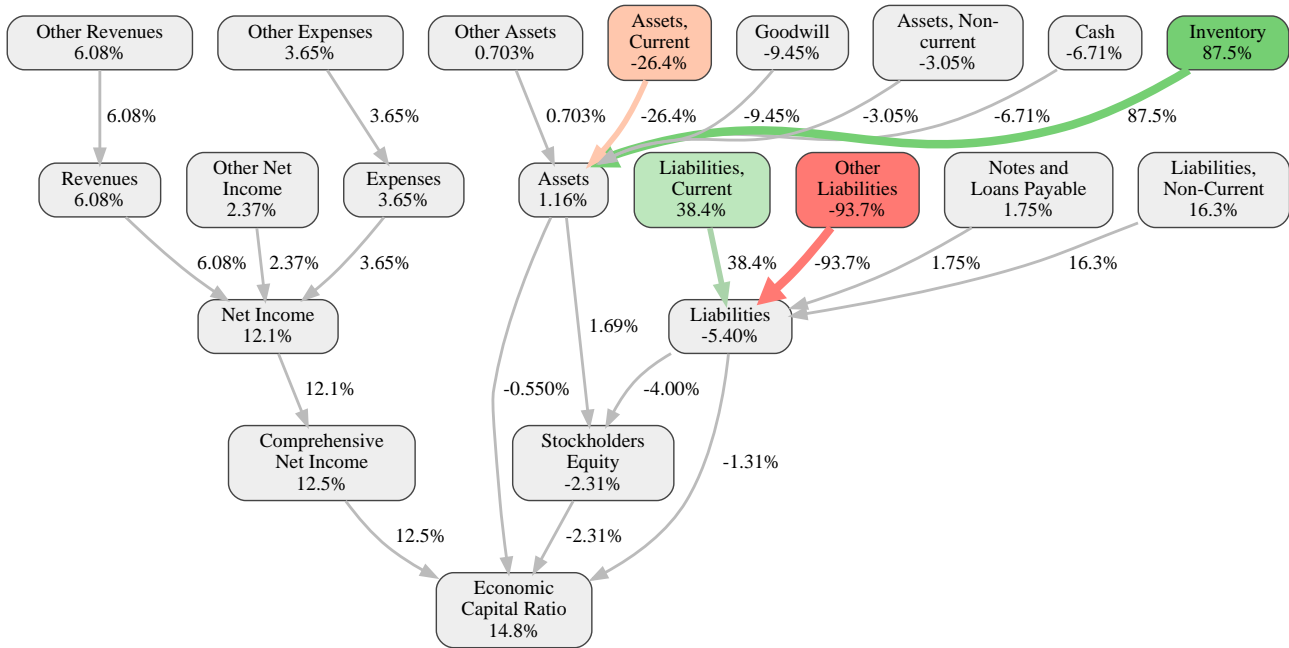 Other Revenues
6.08%
Other Expenses
3.65%
Other Assets
0.703%
Assets,
Current
-26.4%
Goodwill
-9.45%
Assets, Non-
current
-3.05%
Cash
-6.71%
Inventory
87.5%
6.08%
3.65%
0.703%
-26.4%
-9.45%
-3.05%
-6.71%
87.5%
Revenues
6.08%
Other Net
Income
2.37%
Expenses
3.65%
Assets
1.16%
Liabilities,
Current
38.4%
Other
Liabilities
-93.7%
Notes and
Loans Payable
1.75%
Liabilities,
Non-Current
16.3%
6.08%
2.37%
3.65%
38.4%
-93.7%
1.75%
16.3%
Net Income
12.1%
1.69%
Liabilities
-5.40%
12.1%
-0.550%
-4.00%
Comprehensive
Net Income
12.5%
Stockholders
Equity
-2.31%
-1.31%
12.5%
-2.31%
Economic
Capital Ratio
14.8%